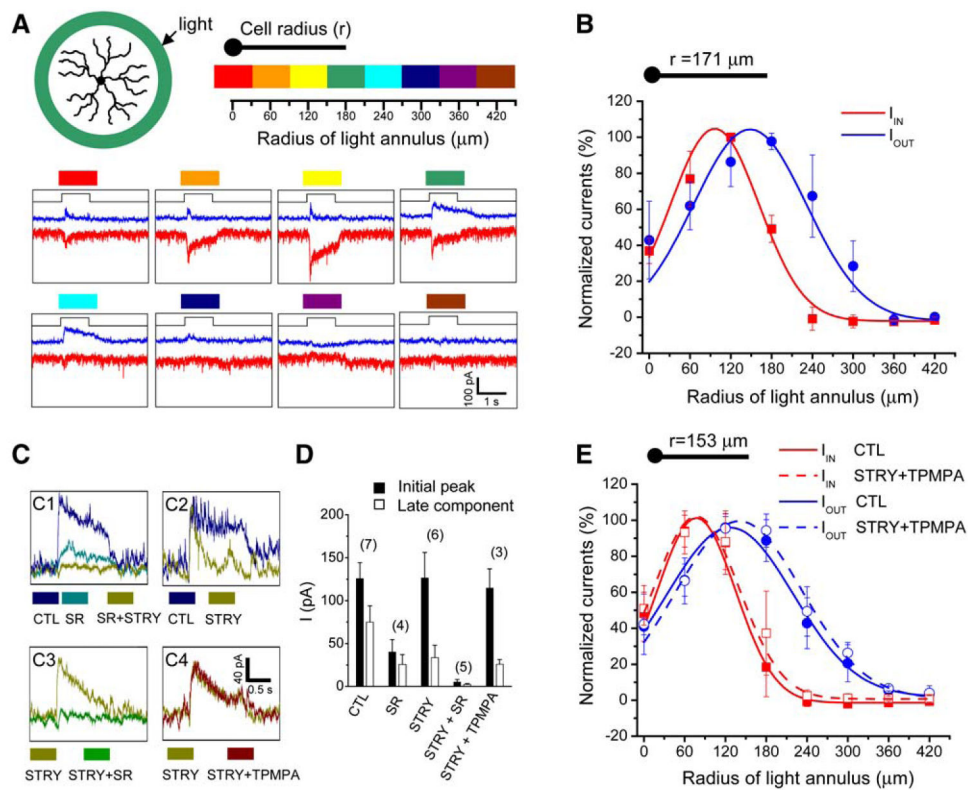 A
light
Cell radius (r)
0 60 120 180 240 300 360 420
Radius of light annulus (μm)
100 pA
1 s
B
r =171 μm
I IN
I OUT
Normalized currents (%)
120
100
80
60
40
20
0
-20
0 60 120 180 240 300 360 420
Radius of light annulus (μm)
C
C1
C2
CTL SR SR+STRY
CTL STRY
C3
C4
40 pA
0.5 s
STRY STRY+SR
STRY STRY+TPMPA
D
Initial peak
Late component
I (pA)
200
150
100
50
0
(7)
(4)
(6)
(5)
(3)
CTL
SR
STRY
STRY + SR
STRY + TPMPA
E
r=153 μm
I IN CTL
I IN STRY+TPMPA
I OUT CTL
I OUT STRY+TPMPA
Normalized currents (%)
120
100
80
60
40
20
0
-20
0 60 120 180 240 300 360 420
Radius of light annulus (μm)